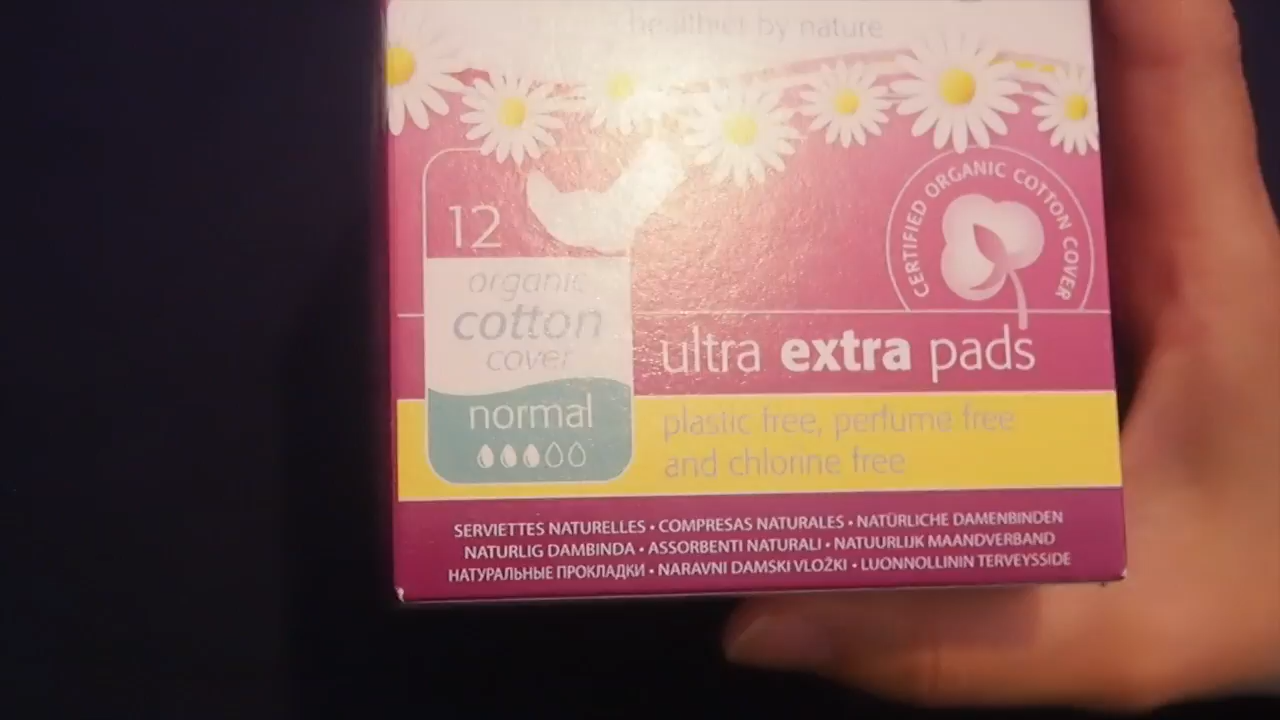 healthier by nature
CERTIFIED ORGANIC COTTON COVER
12
organic
cotton
cover
normal
ultra extra pads
plastic free, perfume free
and chlorine free
SERVIETTES NATURELLES • COMPRESAS NATURALES • NATÜRLICHE DAMENBINDEN
NATURLIG DAMBINDA • ASSORBENTI NATURALI • NATUURLIJK MAANDVERBAND
НАТУРАЛЬНЫЕ ПРОКЛАДКИ • NARAVNI DAMSKI VLOŽKI • LUONNOLLINEN TERVEYSSIDE